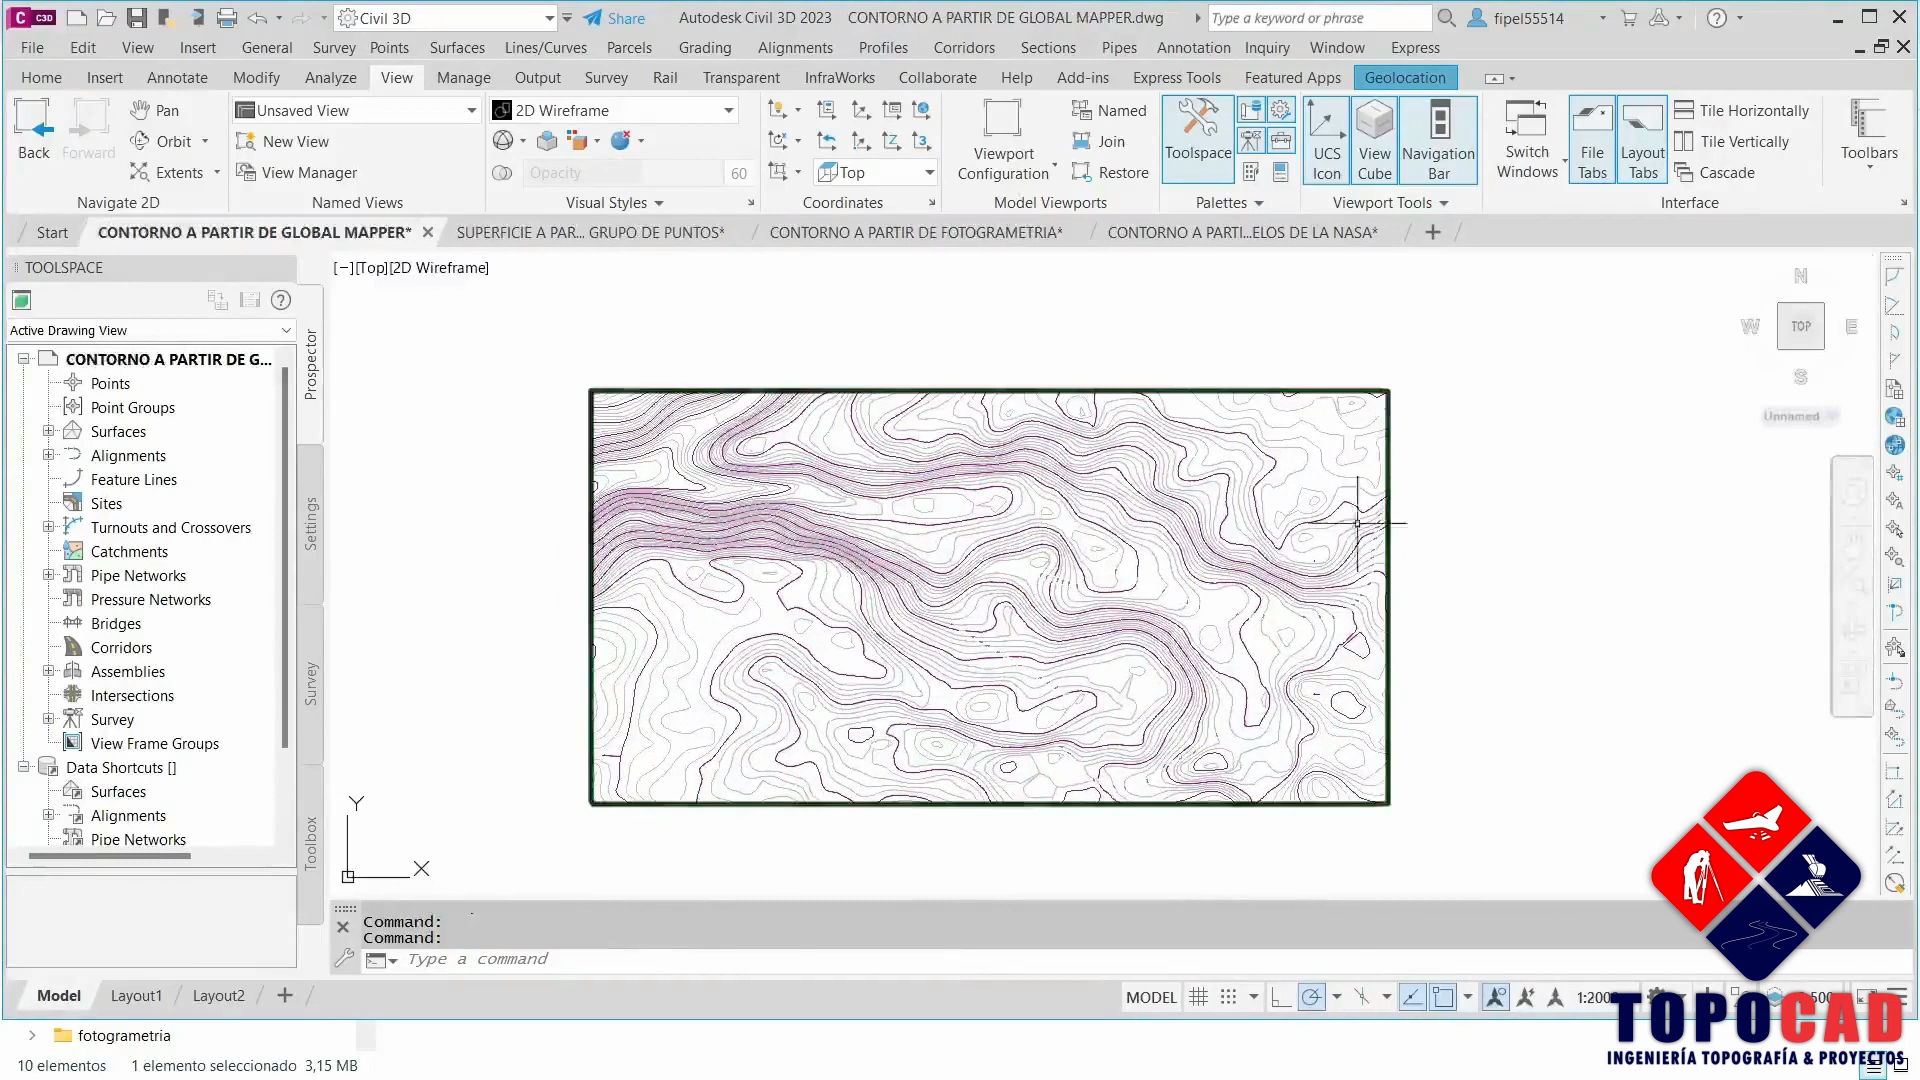 C3D
Civil 3D
Share
Autodesk Civil 3D 2023 CONTORNO A PARTIR DE GLOBAL MAPPER.dwg
Type a keyword or phrase
fipel55514
File Edit View Insert General Survey Points Surfaces Lines/Curves Parcels Grading Alignments Profiles Corridors Sections Pipes Annotation Inquiry Window Express
Home Insert Annotate Modify Analyze View Manage Output Survey Rail Transparent InfraWorks Collaborate Help Add-ins Express Tools Featured Apps Geolocation
Back
Forward
Pan
Orbit
Extents
Navigate 2D
Unsaved View
New View
View Manager
Named Views
2D Wireframe
Opacity 60
Visual Styles
Top
Coordinates
Viewport
Configuration
Named
Join
Restore
Model Viewports
Toolspace
Palettes
UCS
Icon
View
Cube
Navigation
Bar
Viewport Tools
Switch
Windows
File
Tabs
Layout
Tabs
Tile Horizontally
Tile Vertically
Cascade
Interface
Toolbars
Start CONTORNO A PARTIR DE GLOBAL MAPPER* SUPERFICIE A PAR... GRUPO DE PUNTOS* CONTORNO A PARTIR DE FOTOGRAMETRIA* CONTORNO A PARTI...ELOS DE LA NASA*
TOOLSPACE
Active Drawing View
CONTORNO A PARTIR DE G...
Points
Point Groups
Surfaces
Alignments
Feature Lines
Sites
Turnouts and Crossovers
Catchments
Pipe Networks
Pressure Networks
Bridges
Corridors
Assemblies
Intersections
Survey
View Frame Groups
Data Shortcuts []
Surfaces
Alignments
Pipe Networks
Prospector
Settings
Survey
Toolbox
[−][Top][2D Wireframe]
N
W TOP E
S
Unnamed
Y
X
Command:
Command:
Type a command
Model Layout1 Layout2
MODEL
fotogrametria
10 elementos 1 elemento seleccionado 3,15 MB
TOPOCAD
INGENIERÍA TOPOGRAFÍA & PROYECTOS